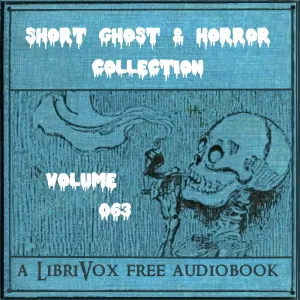 SHORT GHOST & HORROR
COLLECTION
VOLUME
063
A LIBRIVOX FREE AUDIOBOOK